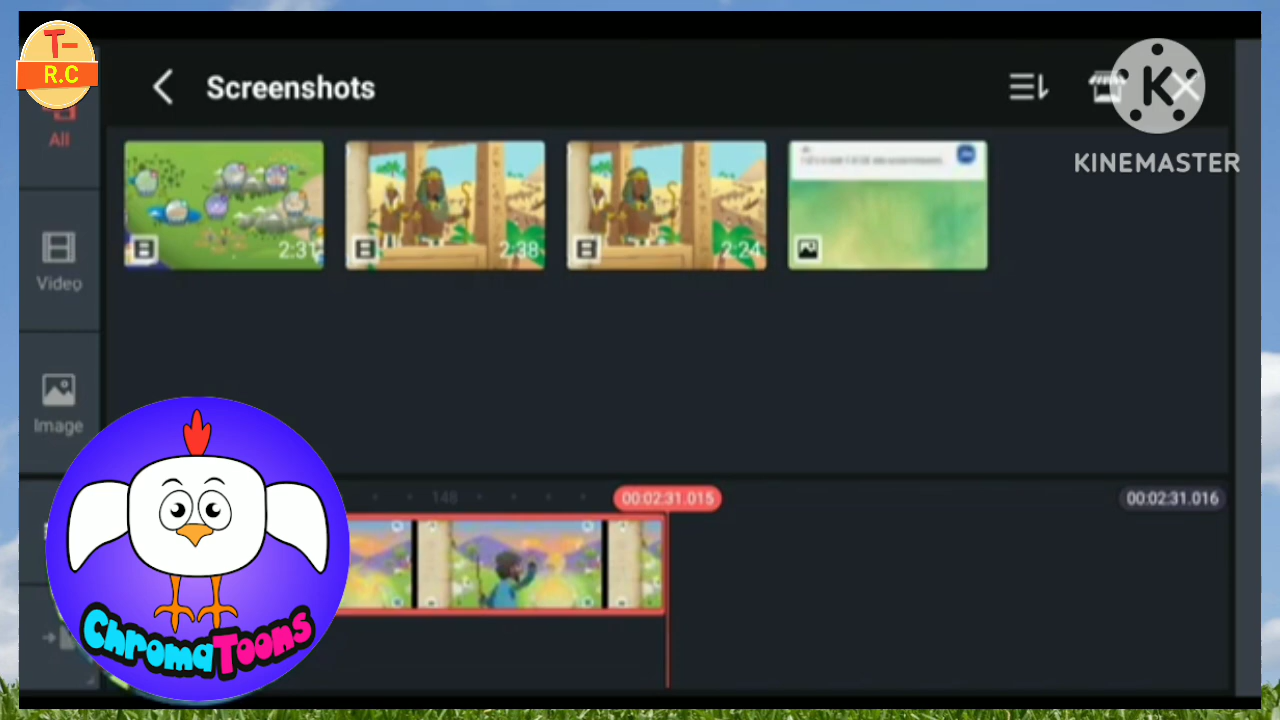 T-
R.C
Screenshots
K
KINEMASTER
All
2:31
2:38
2:24
Video
Image
148
00:02:31.015
00:02:31.016
ChromaToons